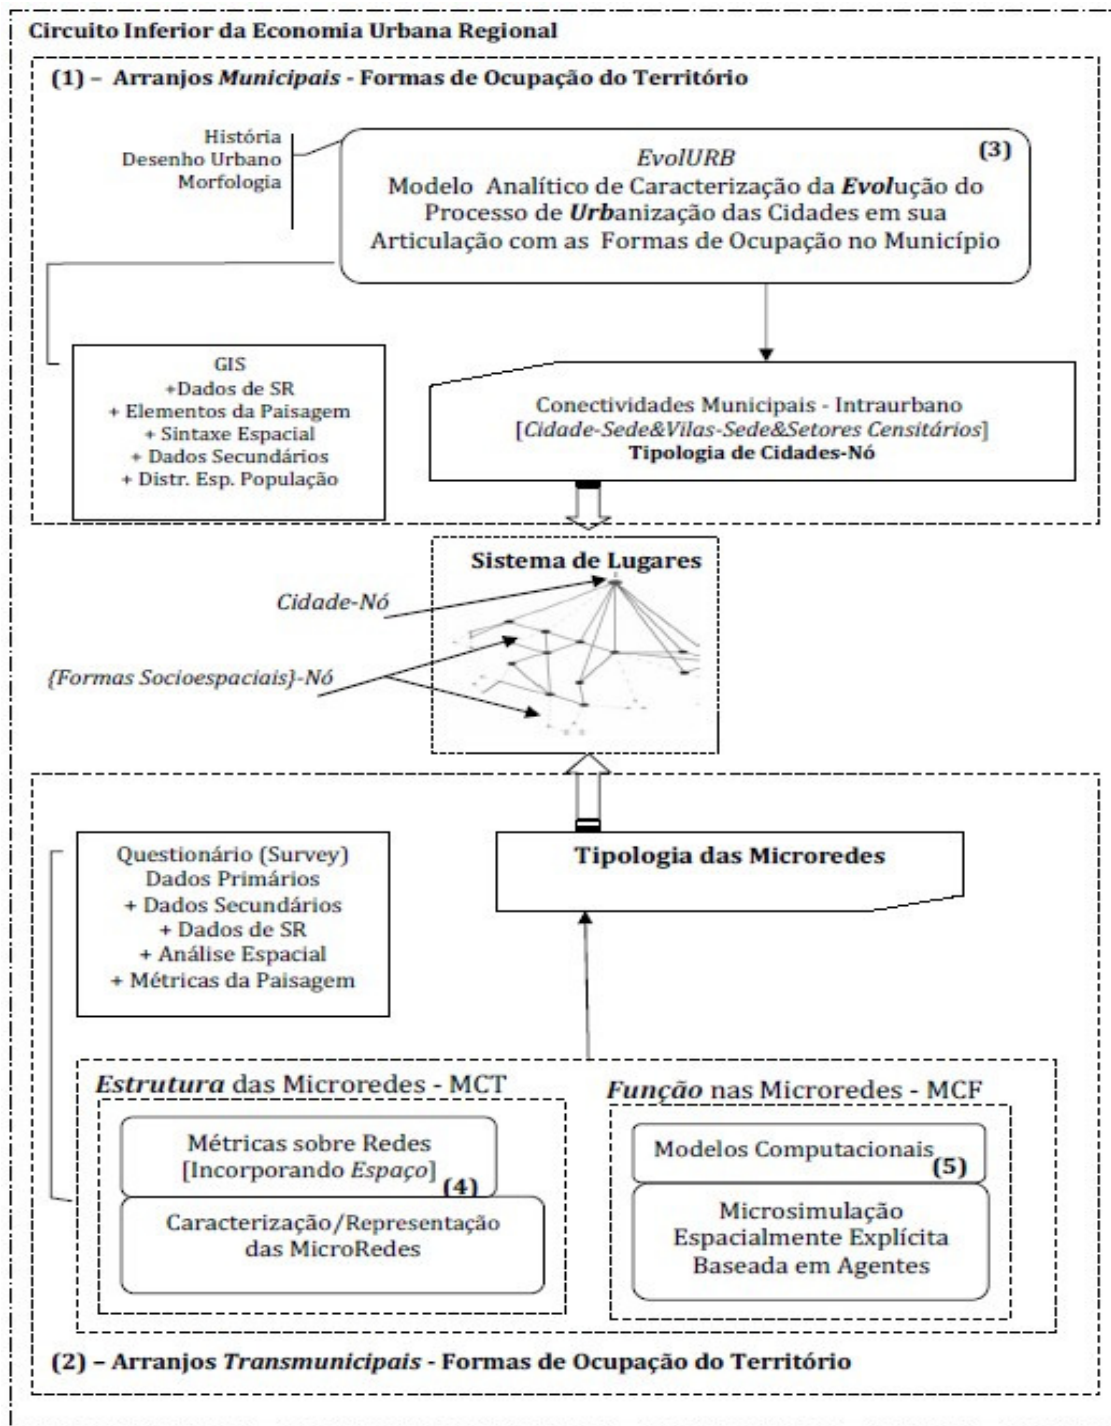 Circuito Inferior da Economia Urbana Regional
(1) – Arranjos Municipais - Formas de Ocupação do Território
História
Desenho Urbano
Morfologia
(3)
EvolURB
Modelo Analítico de Caracterização da Evolução do
Processo de Urbanização das Cidades em sua
Articulação com as Formas de Ocupação no Município
GIS
+Dados de SR
+ Elementos da Paisagem
+ Sintaxe Espacial
+ Dados Secundários
+ Distr. Esp. População
Conectividades Municipais - Intraurbano
[Cidade-Sede&Vilas-Sede&Setores Censitários]
Tipologia de Cidades-Nó
Sistema de Lugares
Cidade-Nó
{Formas Socioespaciais}-Nó
Questionário (Survey)
Dados Primários
+ Dados Secundários
+ Dados de SR
+ Análise Espacial
+ Métricas da Paisagem
Tipologia das Microredes
Estrutura das Microredes - MCT
Métricas sobre Redes
[Incorporando Espaço]
(4)
Caracterização/Representação
das MicroRedes
Função nas Microredes - MCF
Modelos Computacionais
(5)
Microsimulação
Espacialmente Explícita
Baseada em Agentes
(2) – Arranjos Transmunicipais - Formas de Ocupação do Território